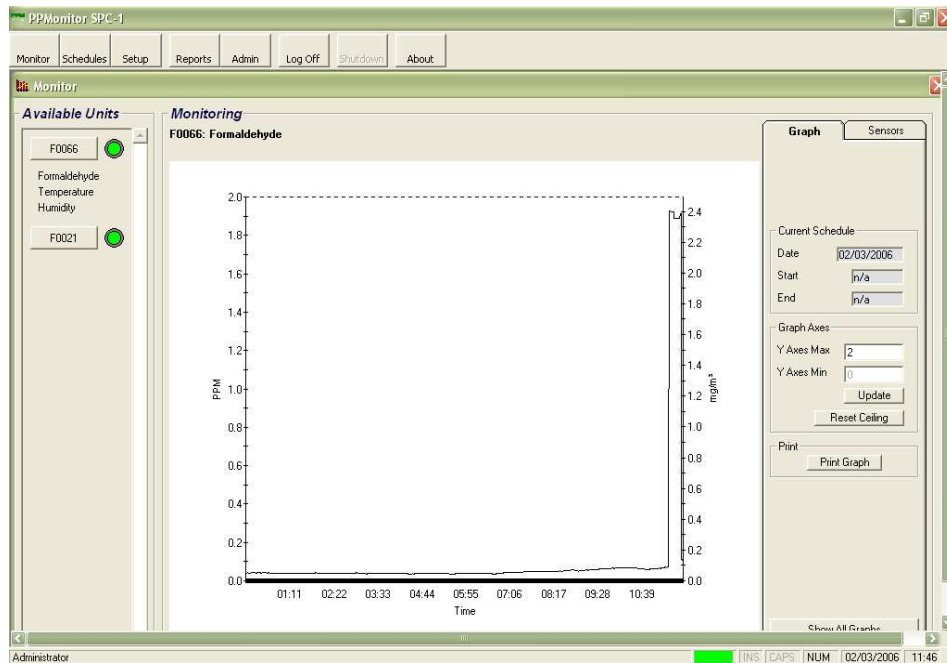 PPMonitor SPC-1
Monitor Schedules Setup Reports Admin Log Off Shutdown About
Monitor
Available Units
F0066
Formaldehyde
Temperature
Humidity
F0021
Monitoring
F0066: Formaldehyde
2.0
1.8
1.6
1.4
1.2
1.0
0.8
0.6
0.4
0.2
0.0
PPM
2.4
2.2
2.0
1.8
1.6
1.4
1.2
1.0
0.8
0.6
0.4
0.2
0.0
mg/m³
01:11 02:22 03:33 04:44 05:55 07:06 08:17 09:28 10:39
Time
Graph Sensors
Current Schedule
Date 02/03/2006
Start n/a
End n/a
Graph Axes
Y Axes Max 2
Y Axes Min 0
Update
Reset Ceiling
Print
Print Graph
Show All Graphs
Administrator INS CAPS NUM 02/03/2006 11:46